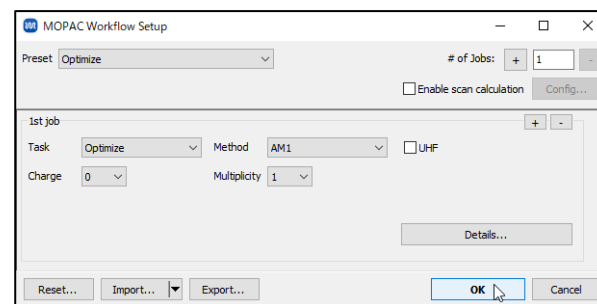 MOPAC Workflow Setup
Preset Optimize # of Jobs: + 1 -
Enable scan calculation Config...
1st job + -
Task Optimize Method AM1 UHF
Charge 0 Multiplicity 1
Details...
Reset... Import... Export... OK Cancel